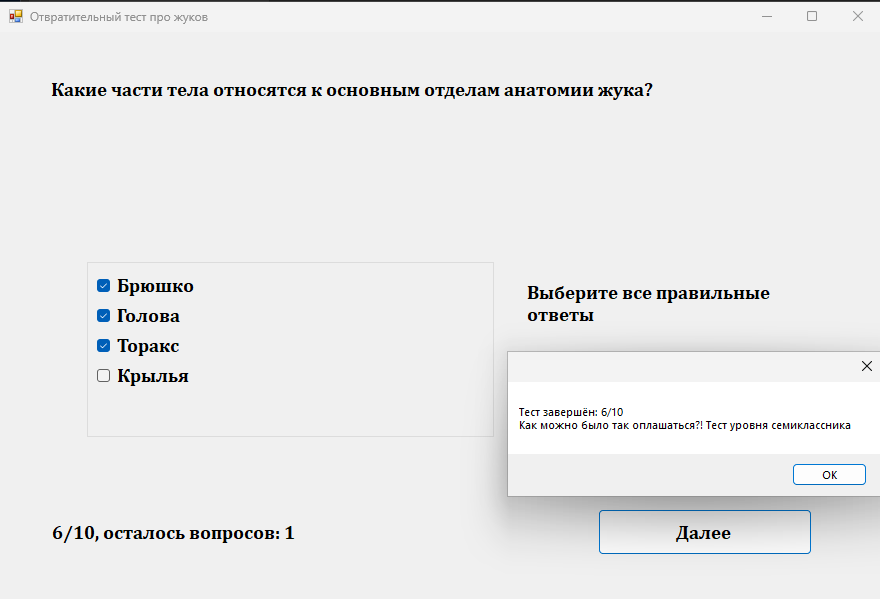 Отвратительный тест про жуков
Какие части тела относятся к основным отделам анатомии жука?
Брюшко
Голова
Торакс
Крылья
Выберите все правильные
ответы
Тест завершён: 6/10
Как можно было так оплашаться?! Тест уровня семиклассника
ОК
6/10, осталось вопросов: 1
Далее